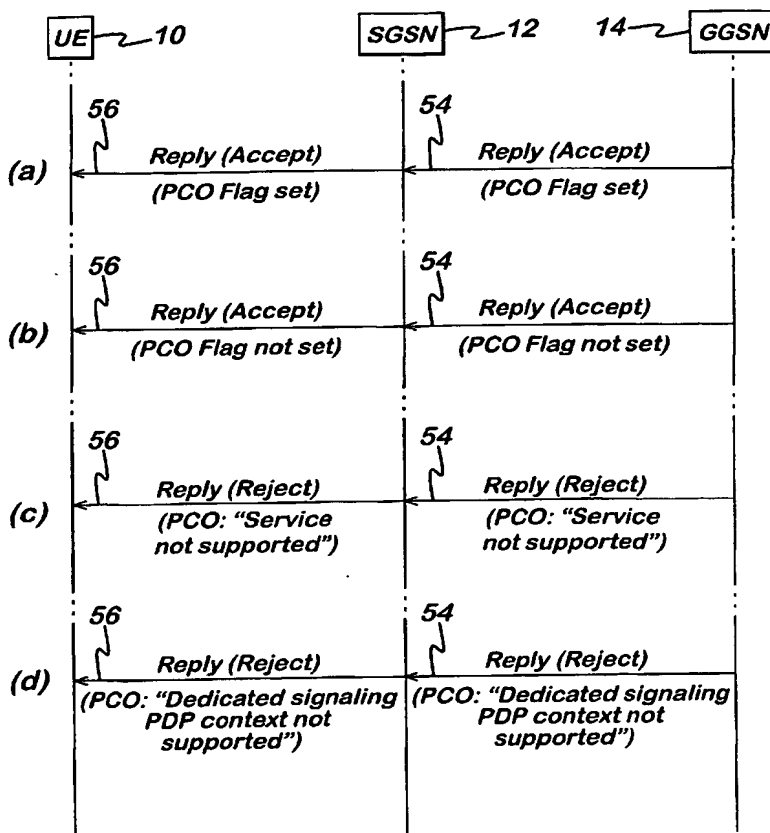 UE 10 SGSN 12 14 GGSN
56 54
(a) Reply (Accept) Reply (Accept)
(PCO Flag set) (PCO Flag set)
56 54
(b) Reply (Accept) Reply (Accept)
(PCO Flag not set) (PCO Flag not set)
56 54
(c) Reply (Reject) Reply (Reject)
(PCO: “Service (PCO: “Service
not supported”) not supported”)
56 54
(d) Reply (Reject) Reply (Reject)
(PCO: “Dedicated signaling (PCO: “Dedicated signaling
PDP context not PDP context not
supported”) supported”)